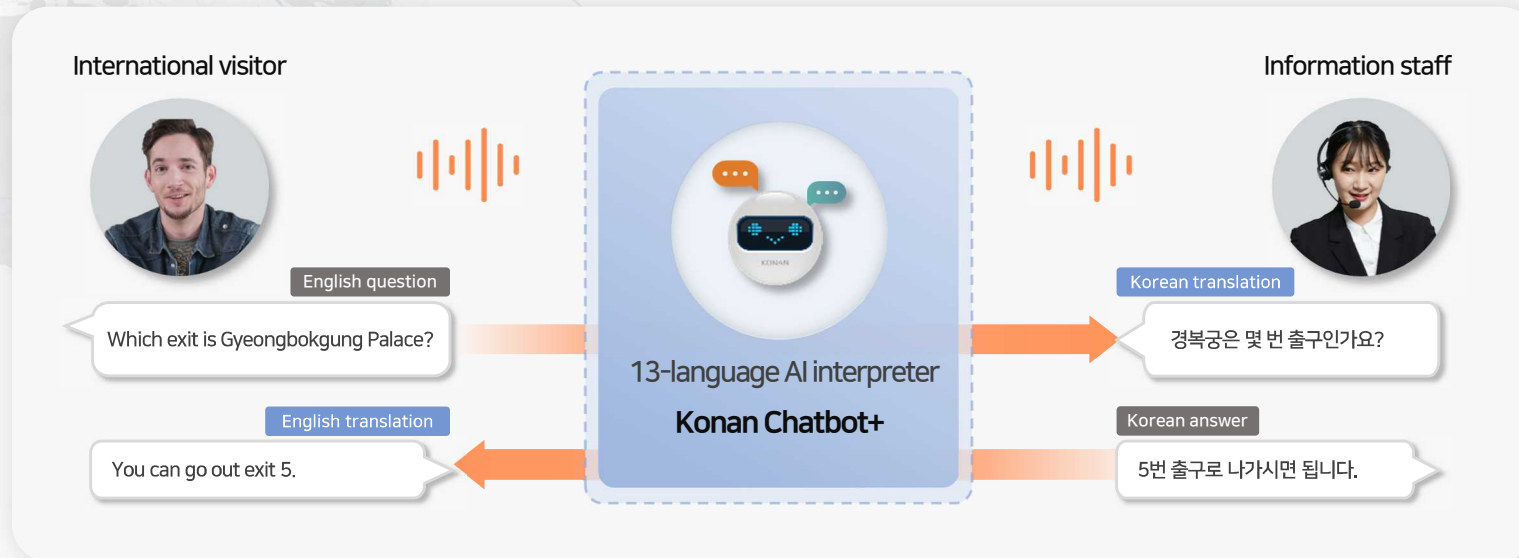 International visitor
Information staff
KONAN
English question
Which exit is Gyeongbokgung Palace?
Korean translation
경복궁은 몇 번 출구인가요?
13-language AI interpreter
Konan Chatbot+
English translation
You can go out exit 5.
Korean answer
5번 출구로 나가시면 됩니다.